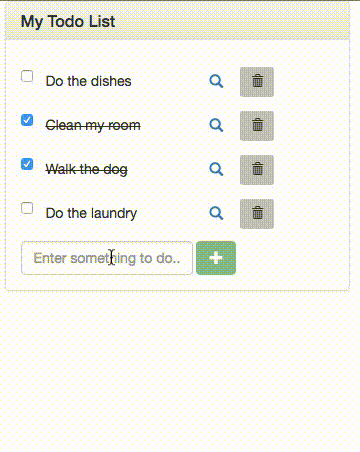 My Todo List
Do the dishes
Clean my room
Walk the dog
Do the laundry
Enter something to do..